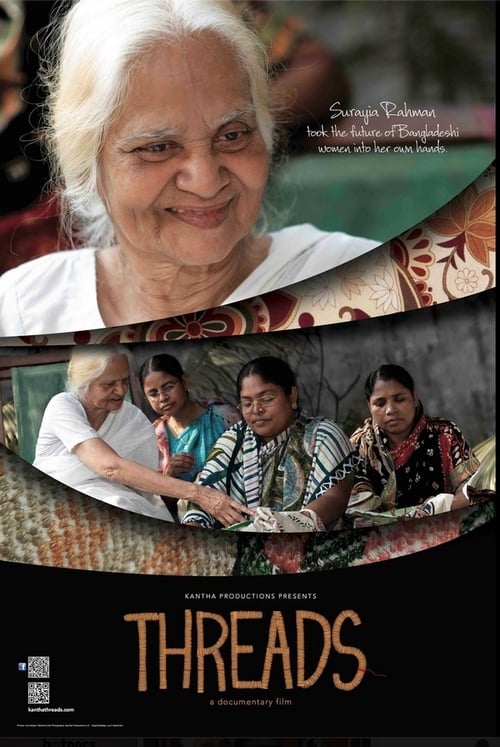 Surayia Rahman
took the future of Bangladeshi
women into her own hands.
KANTHA PRODUCTIONS PRESENTS
THREADS
a documentary film
kanthathreads.com